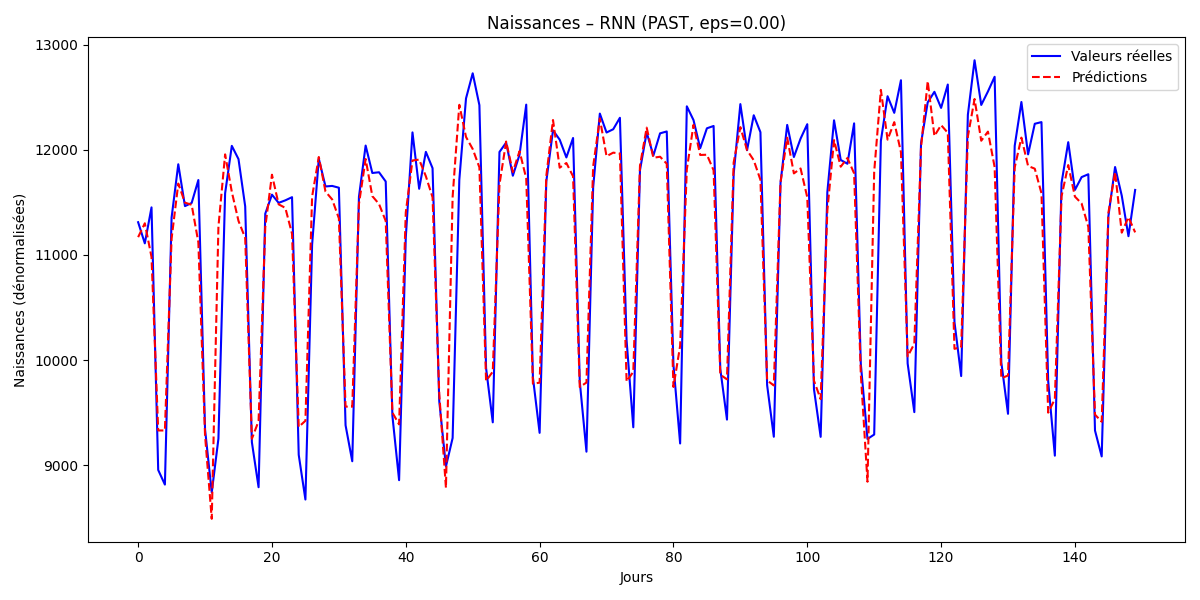 Naissances – RNN (PAST, eps=0.00)
13000
12000
11000
10000
9000
Naissances (dénormalisées)
Valeurs réelles
Prédictions
0 20 40 60 80 100 120 140
Jours